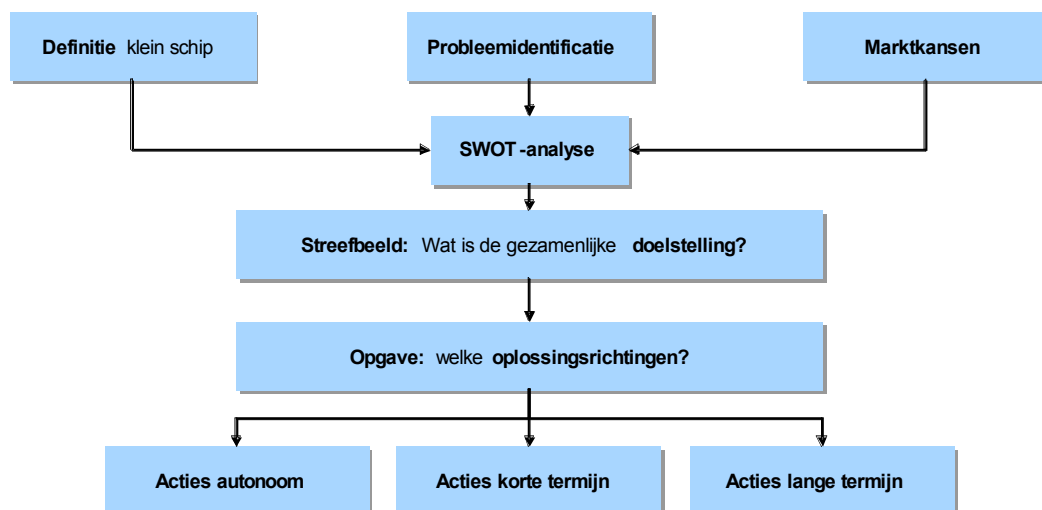 Definitie klein schip
Probleemidentificatie
Marktkansen
SWOT-analyse
Streefbeeld: Wat is de gezamenlijke doelstelling?
Opgave: welke oplossingsrichtingen?
Acties autonoom
Acties korte termijn
Acties lange termijn